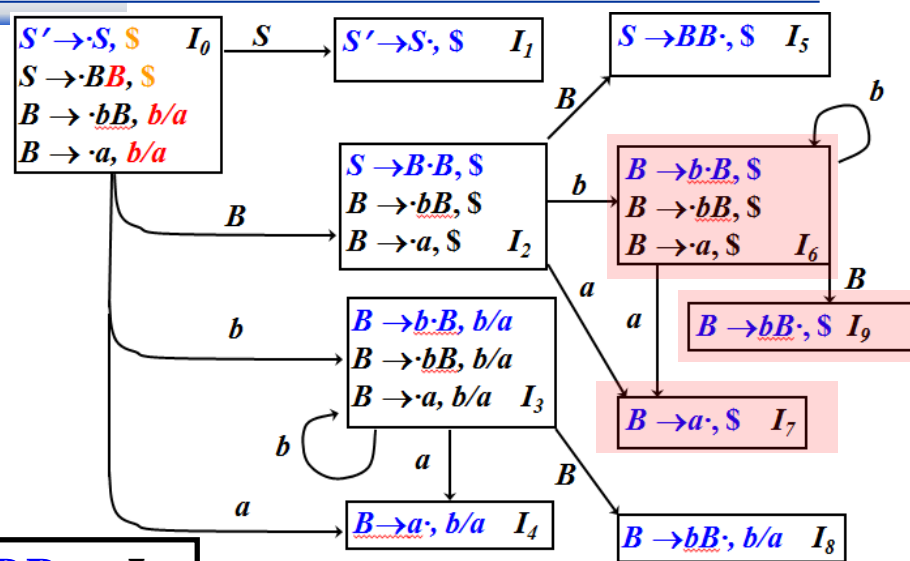 S′→·S, $ I₀
S →·BB, $
B → ·bB, b/a
B → ·a, b/a
S
S′→S·, $ I₁
S →BB·, $ I₅
B
b
S →B·B, $
B →·bB, $
B →·a, $ I₂
b
B →b·B, $
B →·bB, $
B →·a, $ I₆
B
a
a
B
B →bB·, $ I₉
b
B →b·B, b/a
B →·bB, b/a
B →·a, b/a I₃
B →a·, $ I₇
b
a
B
a
B→a·, b/a I₄
B →bB·, b/a I₈